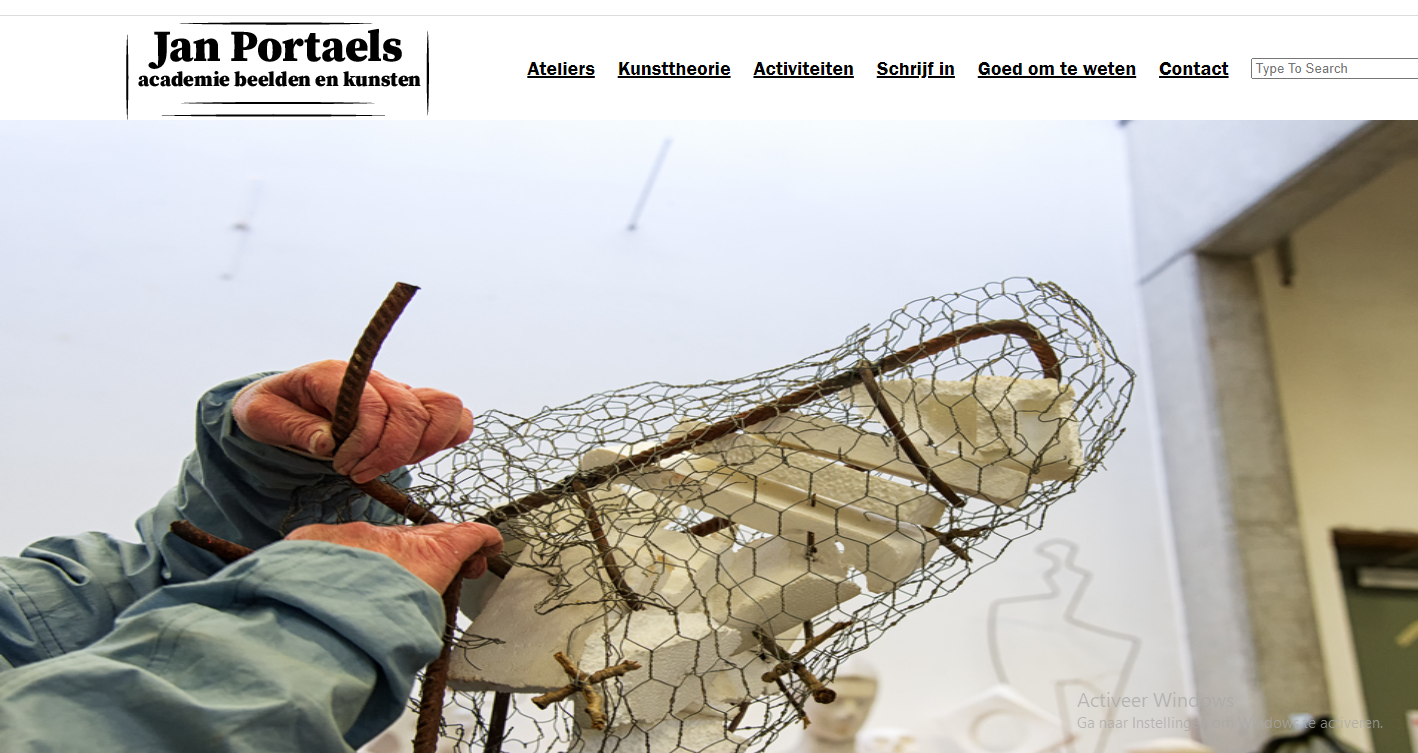 Jan Portaels
academie beelden en kunsten
Ateliers Kunsttheorie Activiteiten Schrijf in Goed om te weten Contact Type To Search
Activeer Windows
Ga naar Instellingen om Windows te activeren.